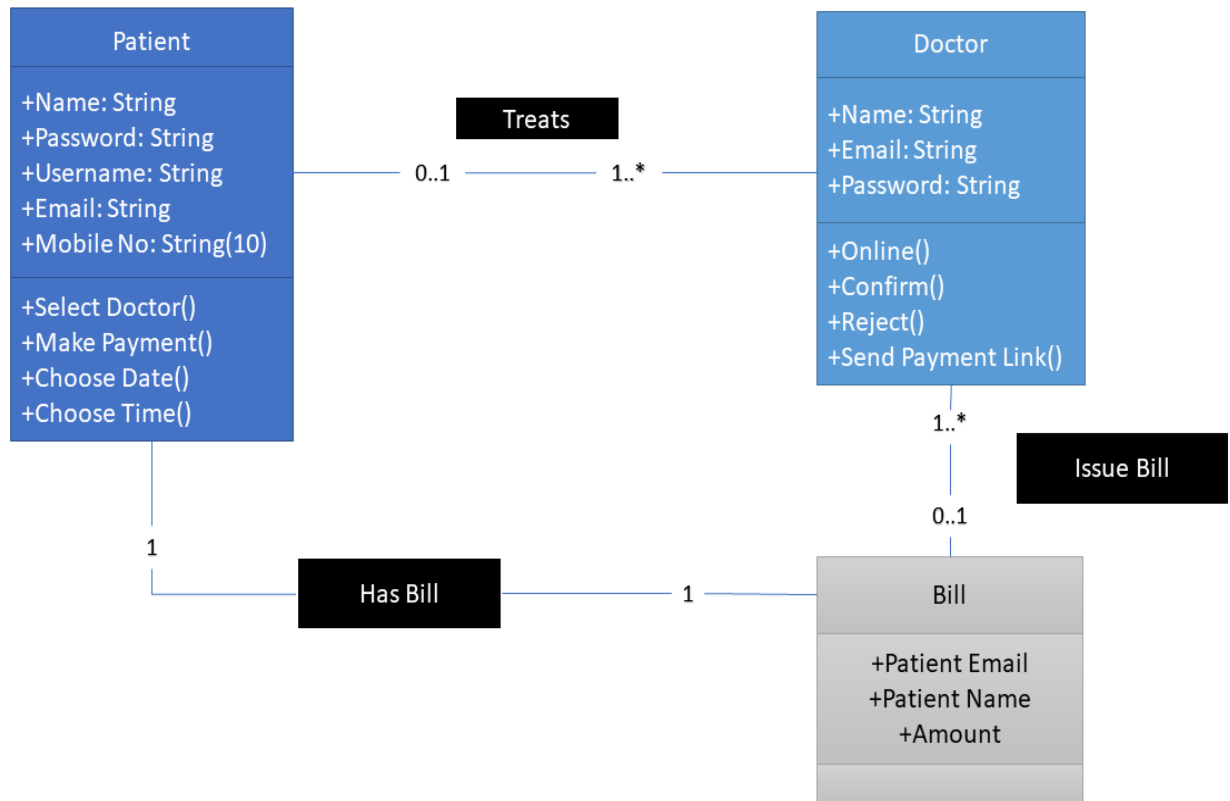 Patient
+Name: String
+Password: String
+Username: String
+Email: String
+Mobile No: String(10)
+Select Doctor()
+Make Payment()
+Choose Date()
+Choose Time()
Treats
0..1
1..*
Doctor
+Name: String
+Email: String
+Password: String
+Online()
+Confirm()
+Reject()
+Send Payment Link()
1..*
Issue Bill
0..1
1
Has Bill
1
Bill
+Patient Email
+Patient Name
+Amount